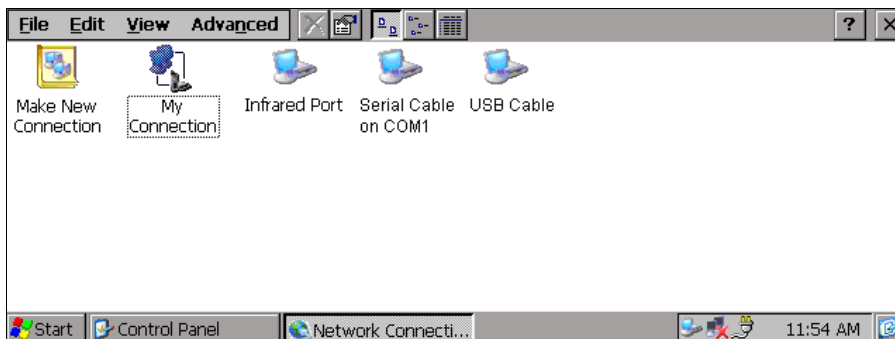 File Edit View Advanced ?
Make New Connection
My Connection
Infrared Port
Serial Cable on COM1
USB Cable
Start Control Panel Network Connecti... 11:54 AM